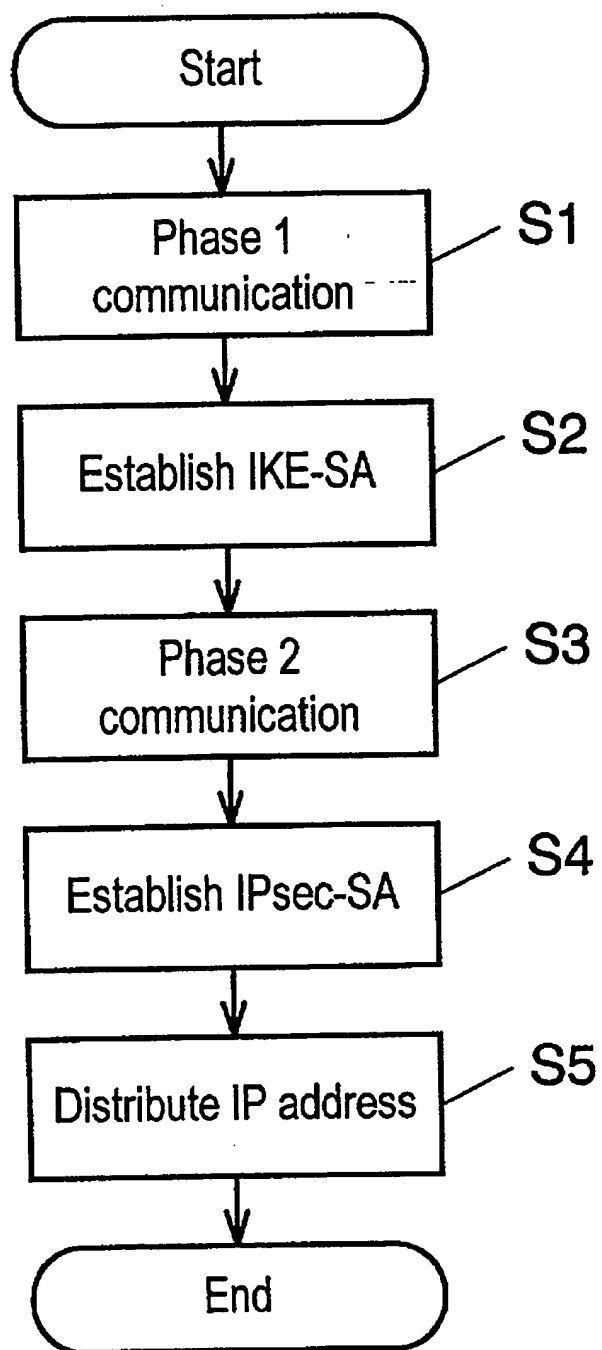 Start
Phase 1
communication
S1
Establish IKE-SA
S2
Phase 2
communication
S3
Establish IPsec-SA
S4
Distribute IP address
S5
End